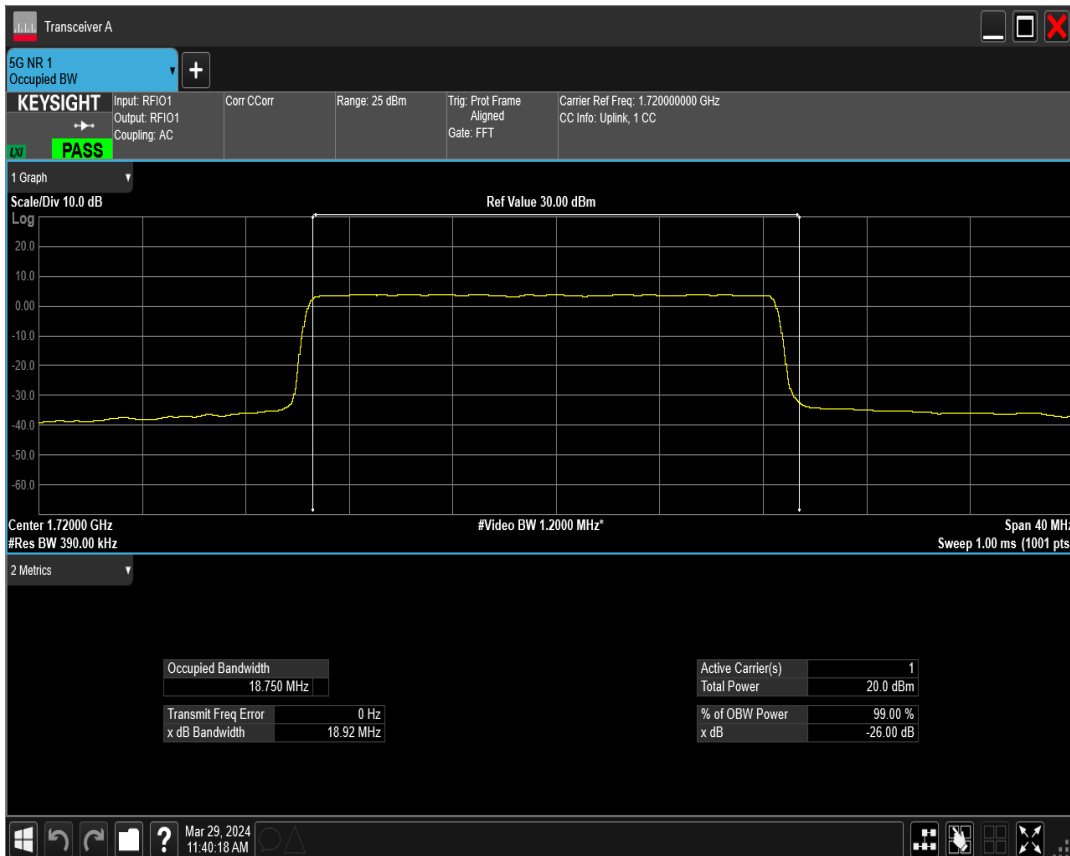 Transceiver A
5G NR 1
Occupied BW
KEYSIGHT
LXI
PASS
Input: RFIO1
Output: RFIO1
Coupling: AC
Corr CCorr
Range: 25 dBm
Trig: Prot Frame
Aligned
Gate: FFT
Carrier Ref Freq: 1.720000000 GHz
CC Info: Uplink, 1 CC
1 Graph
Scale/Div 10.0 dB
Ref Value 30.00 dBm
Log
20.0
10.0
0.00
-10.0
-20.0
-30.0
-40.0
-50.0
-60.0
Center 1.72000 GHz
#Video BW 1.2000 MHz*
Span 40 MHz
#Res BW 390.00 kHz
Sweep 1.00 ms (1001 pts
2 Metrics
Occupied Bandwidth
18.750 MHz
Transmit Freq Error 0 Hz
x dB Bandwidth 18.92 MHz
Active Carrier(s) 1
Total Power 20.0 dBm
% of OBW Power 99.00 %
x dB -26.00 dB
?
Mar 29, 2024
11:40:18 AM